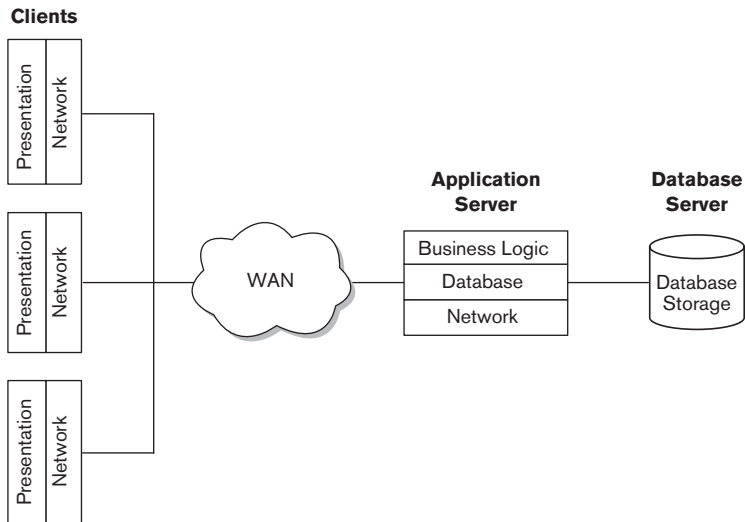 Clients
Presentation
Network
Presentation
Network
Presentation
Network
WAN
Application
Server
Business Logic
Database
Network
Database
Server
Database
Storage